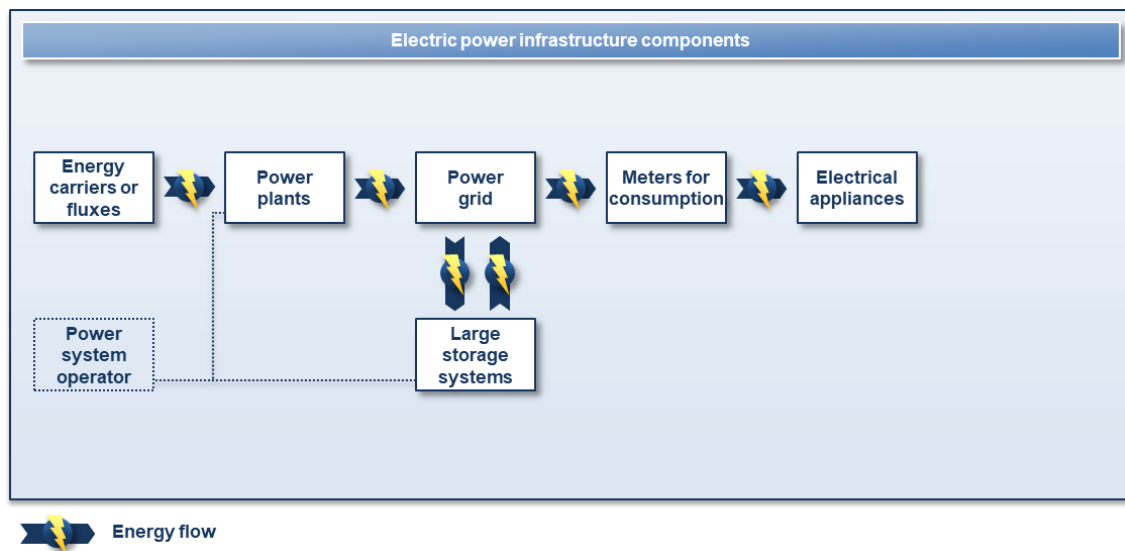 Electric power infrastructure components
Energy
carriers or
fluxes
Power
plants
Power
grid
Meters for
consumption
Electrical
appliances
Power
system
operator
Large
storage
systems
Energy flow